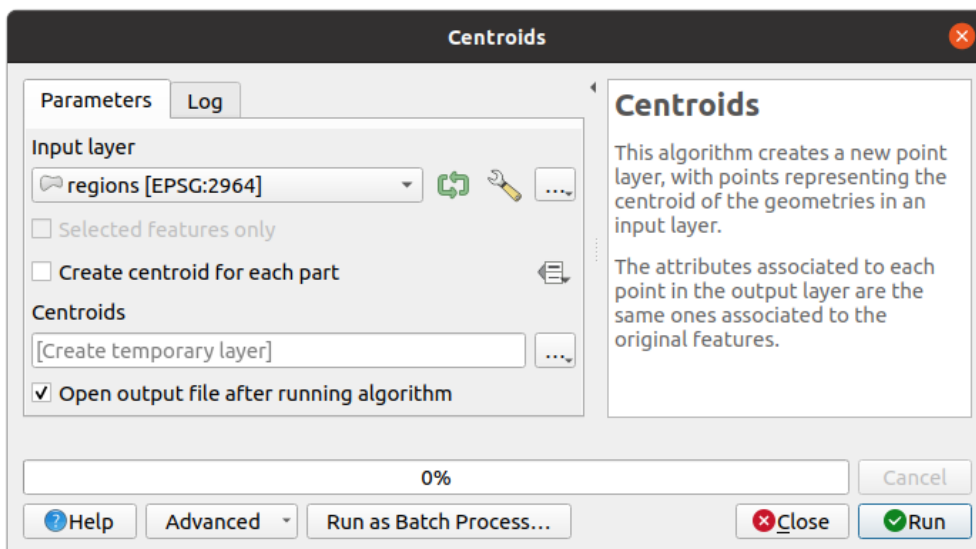 Centroids
Parameters
Log
Input layer
regions [EPSG:2964]
...
Selected features only
Create centroid for each part
Centroids
[Create temporary layer]
...
Open output file after running algorithm
Centroids
This algorithm creates a new point
layer, with points representing the
centroid of the geometries in an
input layer.
The attributes associated to each
point in the output layer are the
same ones associated to the
original features.
0%
Cancel
Help
Advanced
Run as Batch Process...
Close
Run